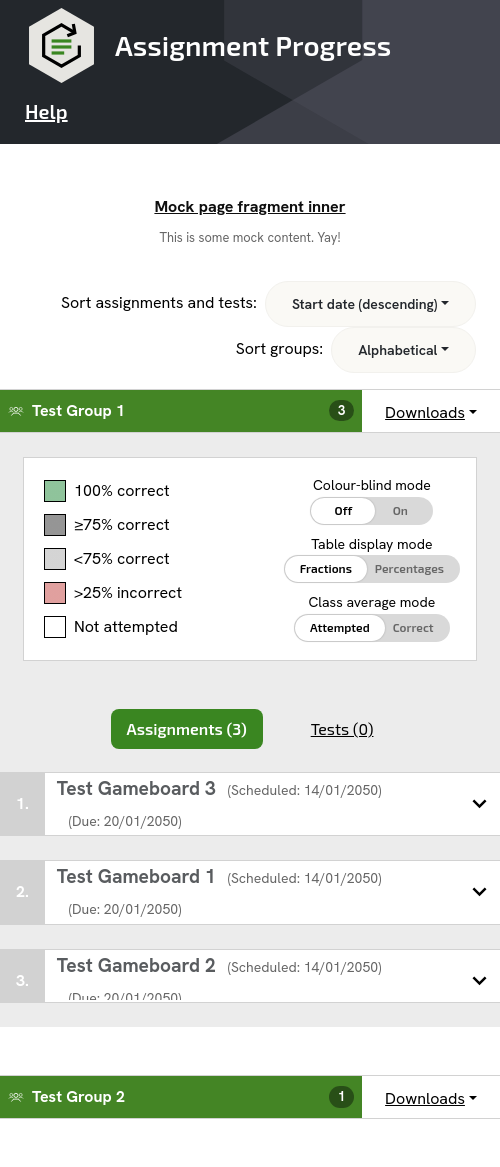 Assignment Progress
Help
Mock page fragment inner
This is some mock content. Yay!
Sort assignments and tests: Start date (descending)
Sort groups: Alphabetical
Test Group 1 3 Downloads
100% correct
≥75% correct
<75% correct
>25% incorrect
Not attempted
Colour-blind mode
Off On
Table display mode
Fractions Percentages
Class average mode
Attempted Correct
Assignments (3) Tests (0)
1. Test Gameboard 3 (Scheduled: 14/01/2050)
(Due: 20/01/2050)
2. Test Gameboard 1 (Scheduled: 14/01/2050)
(Due: 20/01/2050)
3. Test Gameboard 2 (Scheduled: 14/01/2050)
(Due: 20/01/2050)
Test Group 2 1 Downloads